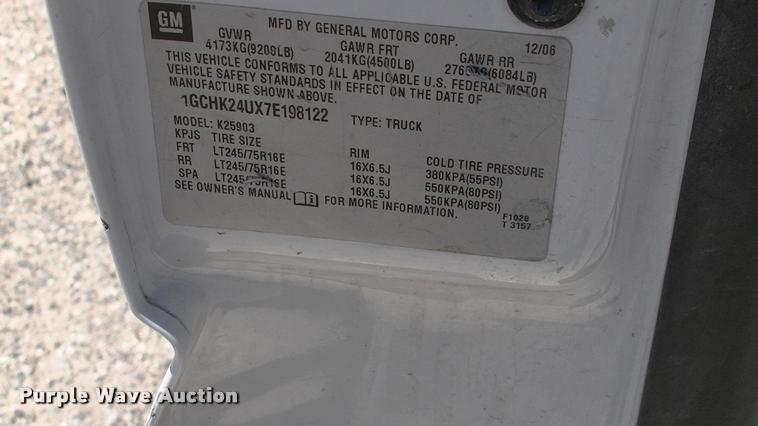 GM
MFD BY GENERAL MOTORS CORP. 12/06
GVWR GAWR FRT GAWR RR
4173KG(9200LB) 2041KG(4500LB) (6084LB)
THIS VEHICLE CONFORMS TO ALL APPLICABLE U.S. FEDERAL MOTOR
VEHICLE SAFETY STANDARDS IN EFFECT ON THE DATE OF
MANUFACTURE SHOWN ABOVE.
1GCHK24UX7E198122 TYPE: TRUCK
MODEL: K25903
KPJS TIRE SIZE RIM COLD TIRE PRESSURE
FRT LT245/75R16E 16X6.5J 380KPA(55PSI)
RR LT245/75R16E 16X6.5J 550KPA(80PSI)
SPA LT245/75R16E 16X6.5J 550KPA(80PSI)
SEE OWNER'S MANUAL FOR MORE INFORMATION.
F1028
T 3157
Purple Wave Auction